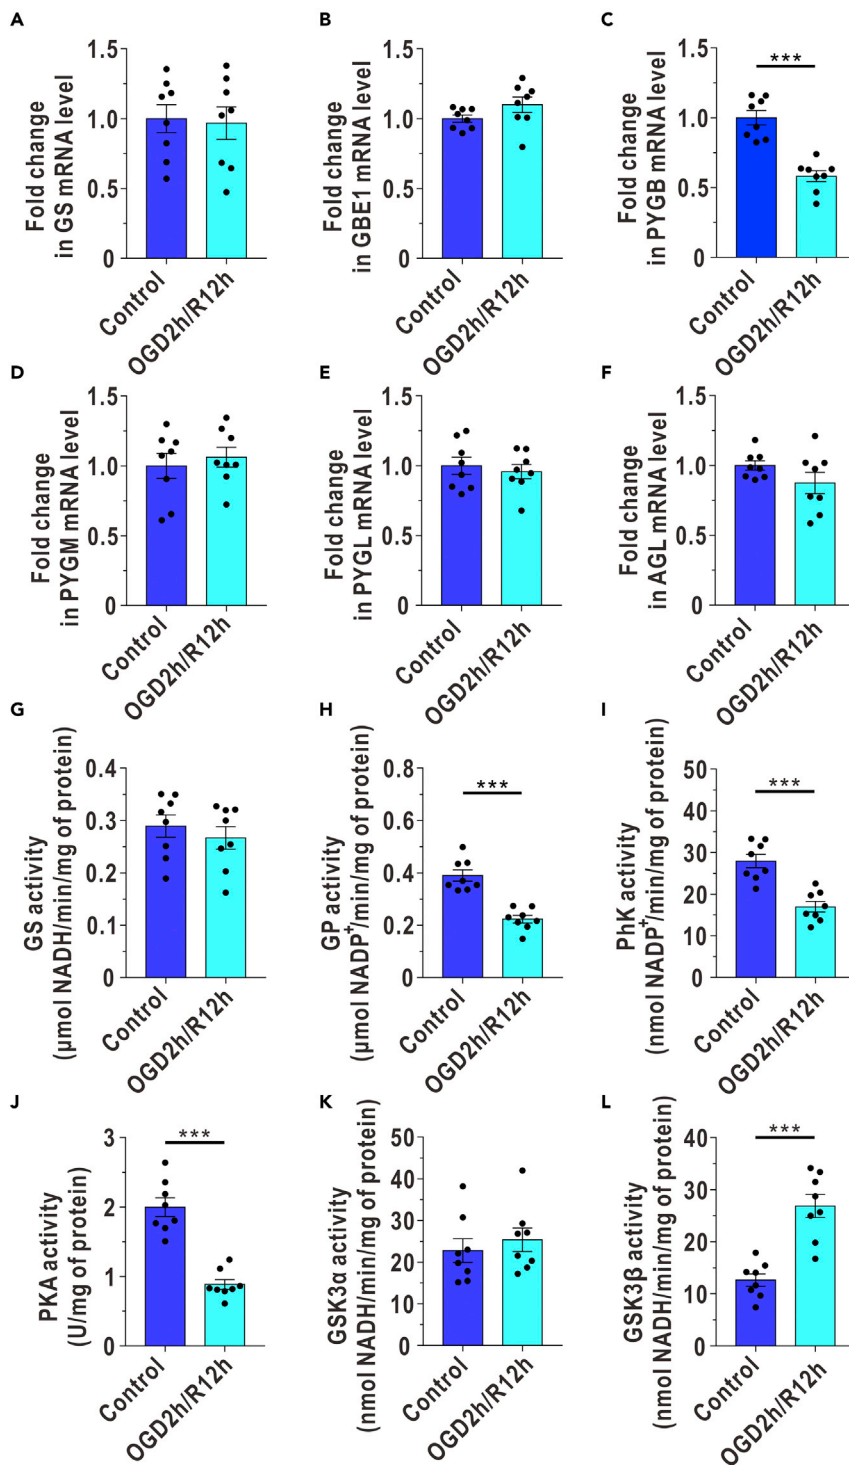 A
Fold change
in GS mRNA level
1.5
1.0
0.5
0
Control
OGD2h/R12h
B
Fold change
in GBE1 mRNA level
1.5
1.0
0.5
0
Control
OGD2h/R12h
C
Fold change
in PYGB mRNA level
1.5
1.0
0.5
0
***
Control
OGD2h/R12h
D
Fold change
in PYGM mRNA level
1.5
1.0
0.5
0
Control
OGD2h/R12h
E
Fold change
in PYGL mRNA level
1.5
1.0
0.5
0
Control
OGD2h/R12h
F
Fold change
in AGL mRNA level
1.5
1.0
0.5
0
Control
OGD2h/R12h
G
GS activity
(μmol NADH/min/mg of protein)
0.4
0.3
0.2
0.1
0
Control
OGD2h/R12h
H
GP activity
(μmol NADP⁺/min/mg of protein)
0.8
0.6
0.4
0.2
0
***
Control
OGD2h/R12h
I
PhK activity
(nmol NADP⁺/min/mg of protein)
50
40
30
20
10
0
***
Control
OGD2h/R12h
J
PKA activity
(U/mg of protein)
3
2
1
0
***
Control
OGD2h/R12h
K
GSK3α activity
(nmol NADH/min/mg of protein)
50
40
30
20
10
0
Control
OGD2h/R12h
L
GSK3β activity
(nmol NADH/min/mg of protein)
40
30
20
10
0
***
Control
OGD2h/R12h